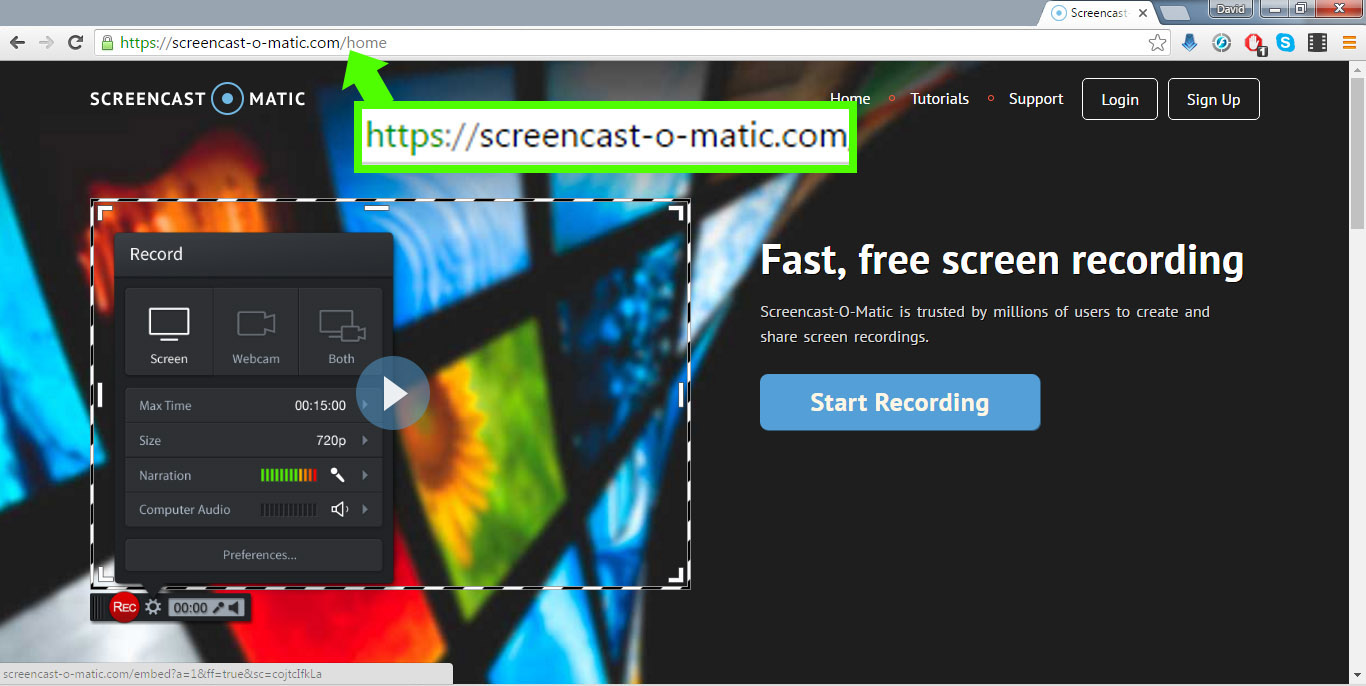 Screencast
David
https://screencast-o-matic.com/home
1
SCREENCAST O MATIC
Home Tutorials Support Login Sign Up
https://screencast-o-matic.com
Record
Screen Webcam Both
Max Time 00:15:00
Size 720p
Narration
Computer Audio
Preferences...
Fast, free screen recording
Screencast-O-Matic is trusted by millions of users to create and
share screen recordings.
Start Recording
REC 00:00
screencast-o-matic.com/embed?a=1&ff=true&sc=cojtcIfkLa